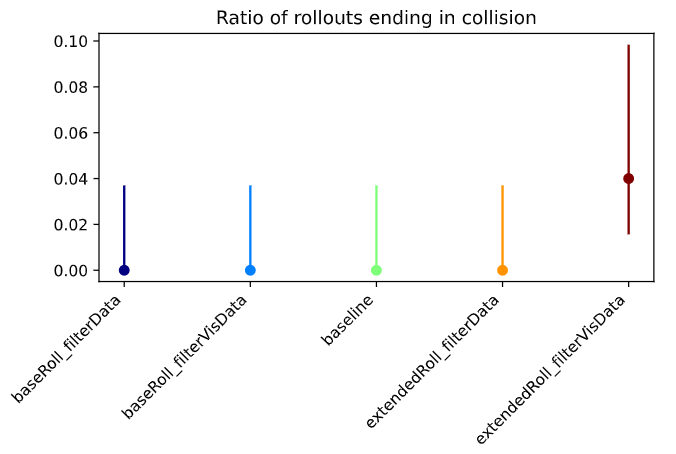 Ratio of rollouts ending in collision
0.10
0.08
0.06
0.04
0.02
0.00
baseRoll_filterData
baseRoll_filterVisData
baseline
extendedRoll_filterData
extendedRoll_filterVisData